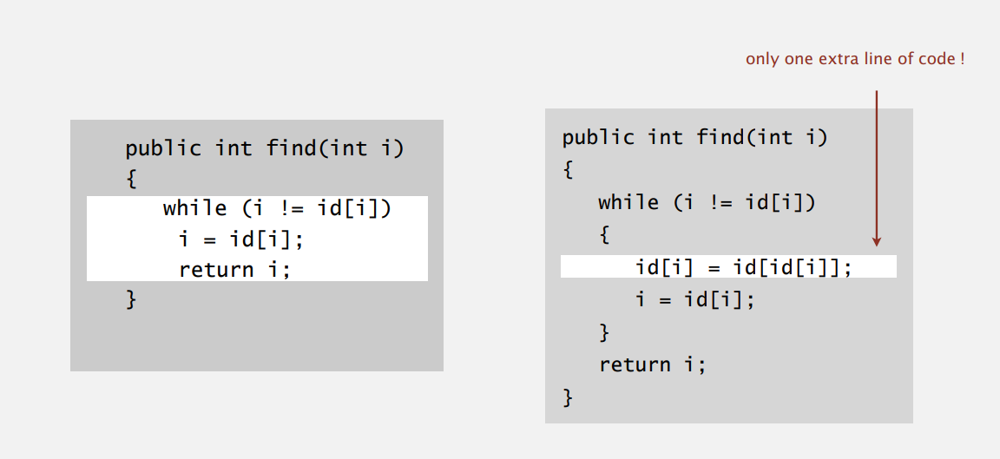 only one extra line of code !
public int find(int i)
{
while (i != id[i])
i = id[i];
return i;
}
public int find(int i)
{
while (i != id[i])
{
id[i] = id[id[i]];
i = id[i];
}
return i;
}